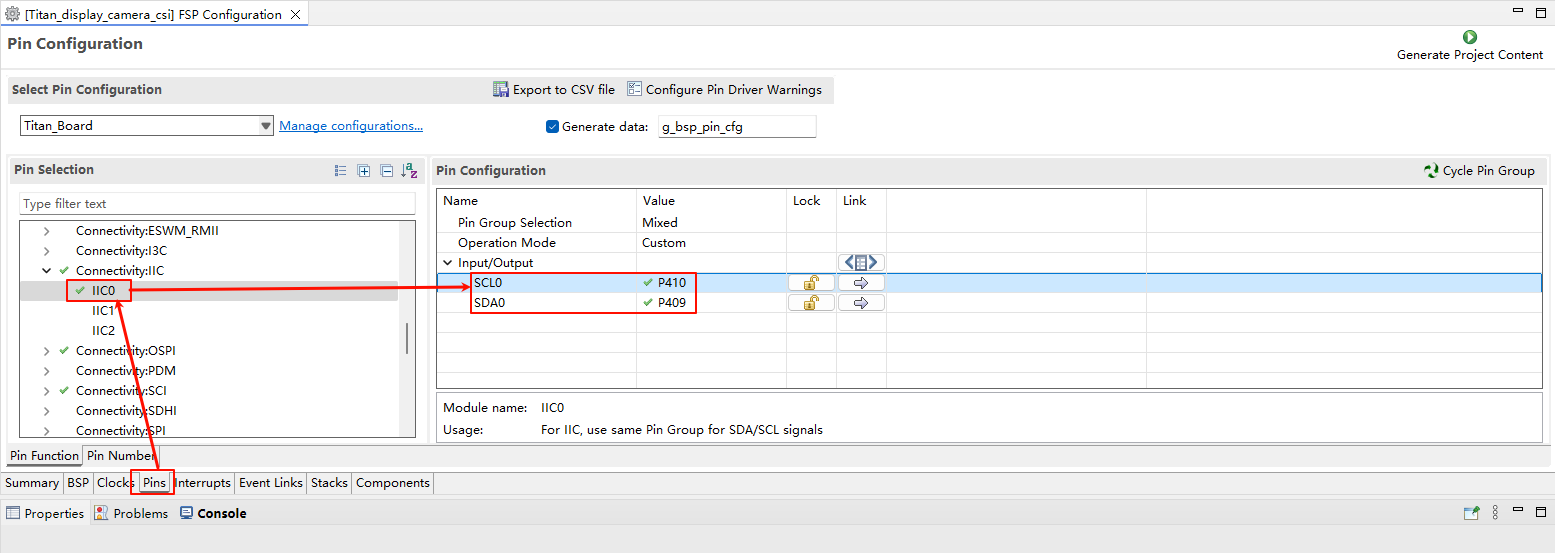 [Titan_display_camera_csi] FSP Configuration
Pin Configuration
Generate Project Content
Select Pin Configuration
Export to CSV file
Configure Pin Driver Warnings
Titan_Board
Manage configurations...
Generate data:
g_bsp_pin_cfg
Pin Selection
Type filter text
Connectivity:ESWM_RMII
Connectivity:I3C
Connectivity:IIC
IIC0
IIC1
IIC2
Connectivity:OSPI
Connectivity:PDM
Connectivity:SCI
Connectivity:SDHI
Connectivity:SPI
Pin Configuration
Cycle Pin Group
Name Value Lock Link
Pin Group Selection Mixed
Operation Mode Custom
Input/Output
SCL0 P410
SDA0 P409
Module name: IIC0
Usage: For IIC, use same Pin Group for SDA/SCL signals
Pin Function Pin Number
Summary BSP Clocks Pins Interrupts Event Links Stacks Components
Properties Problems Console